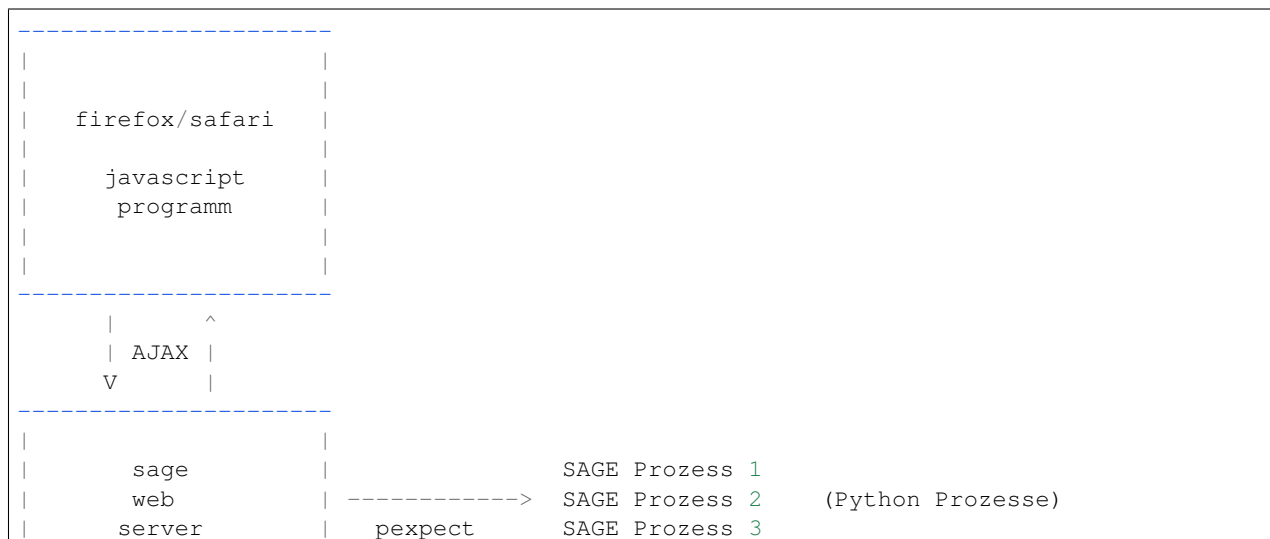 ----------------------
|                    |
|                    |
|   firefox/safari   |
|                    |
|     javascript     |
|      programm      |
|                    |
|                    |
----------------------
      |      ^
      | AJAX |
      V      |
----------------------
|                    |
|       sage         |                SAGE Prozess 1
|       web          | ------------>  SAGE Prozess 2    (Python Prozesse)
|      server        |   pexpect      SAGE Prozess 3